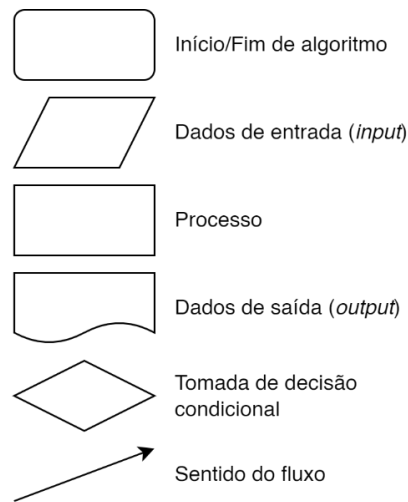 Início/Fim de algoritmo
Dados de entrada (input)
Processo
Dados de saída (output)
Tomada de decisão
condicional
Sentido do fluxo